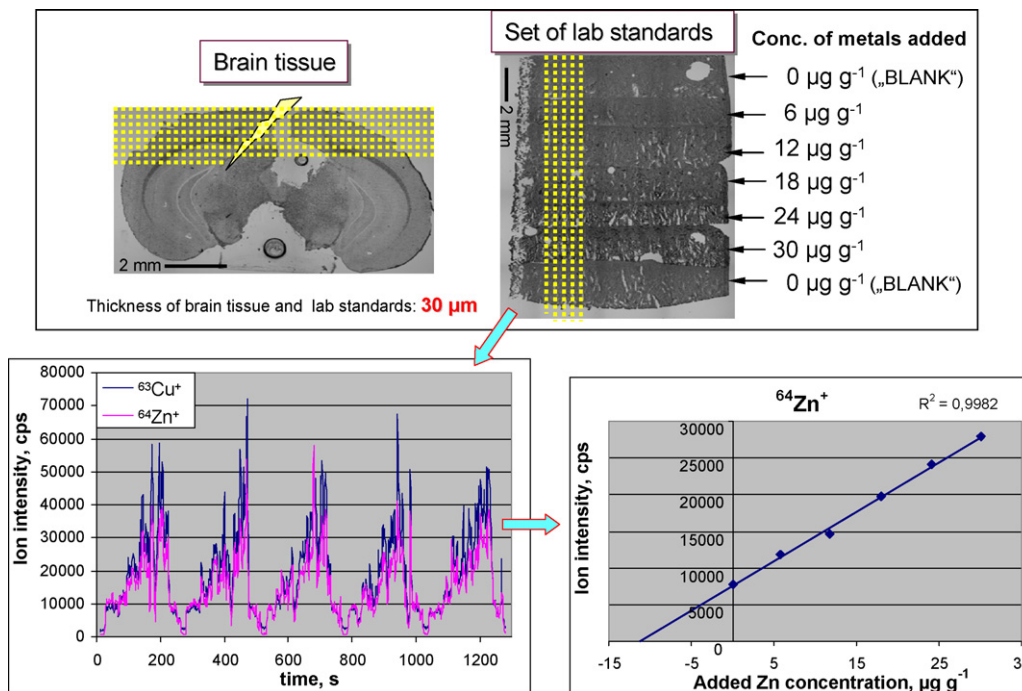 Brain tissue
2 mm
Thickness of brain tissue and lab standards: 30 µm
Set of lab standards
2 mm
Conc. of metals added
0 µg g⁻¹ („BLANK“)
6 µg g⁻¹
12 µg g⁻¹
18 µg g⁻¹
24 µg g⁻¹
30 µg g⁻¹
0 µg g⁻¹ („BLANK“)
Ion intensity, cps
80000
70000
60000
50000
40000
30000
20000
10000
0
⁶³Cu⁺
⁶⁴Zn⁺
0 200 400 600 800 1000 1200
time, s
⁶⁴Zn⁺
R² = 0,9982
Ion intensity, cps
30000
25000
20000
15000
10000
5000
0
-15 -5 5 15 25 3
Added Zn concentration, µg g⁻¹